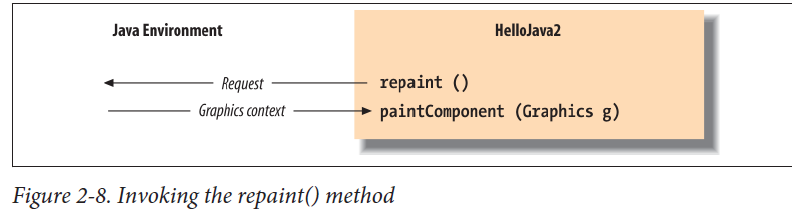 Java Environment
HelloJava2
Request
repaint ()
Graphics context
paintComponent (Graphics g)
Figure 2-8. Invoking the repaint() method